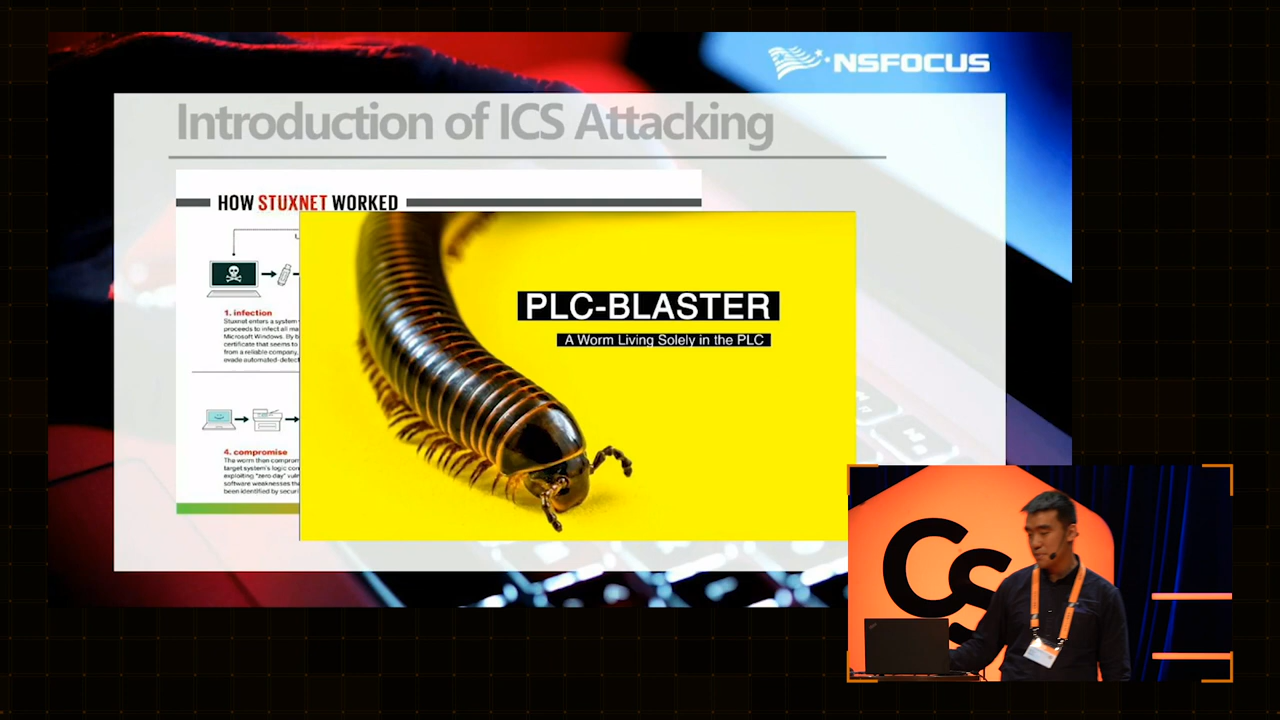 NSFOCUS
Introduction of ICS Attacking
HOW STUXNET WORKED
PLC-BLASTER
A Worm Living Solely in the PLC
1. infection
Stuxnet enters a system
proceeds to infect all ma
Microsoft Windows. By b
certificate that seems to
from a reliable company,
evade automated-detect
4. compromise
The worm then comprom
target system's logic con
exploiting "zero day" vuln
software weaknesses th
been identified by securi
CS